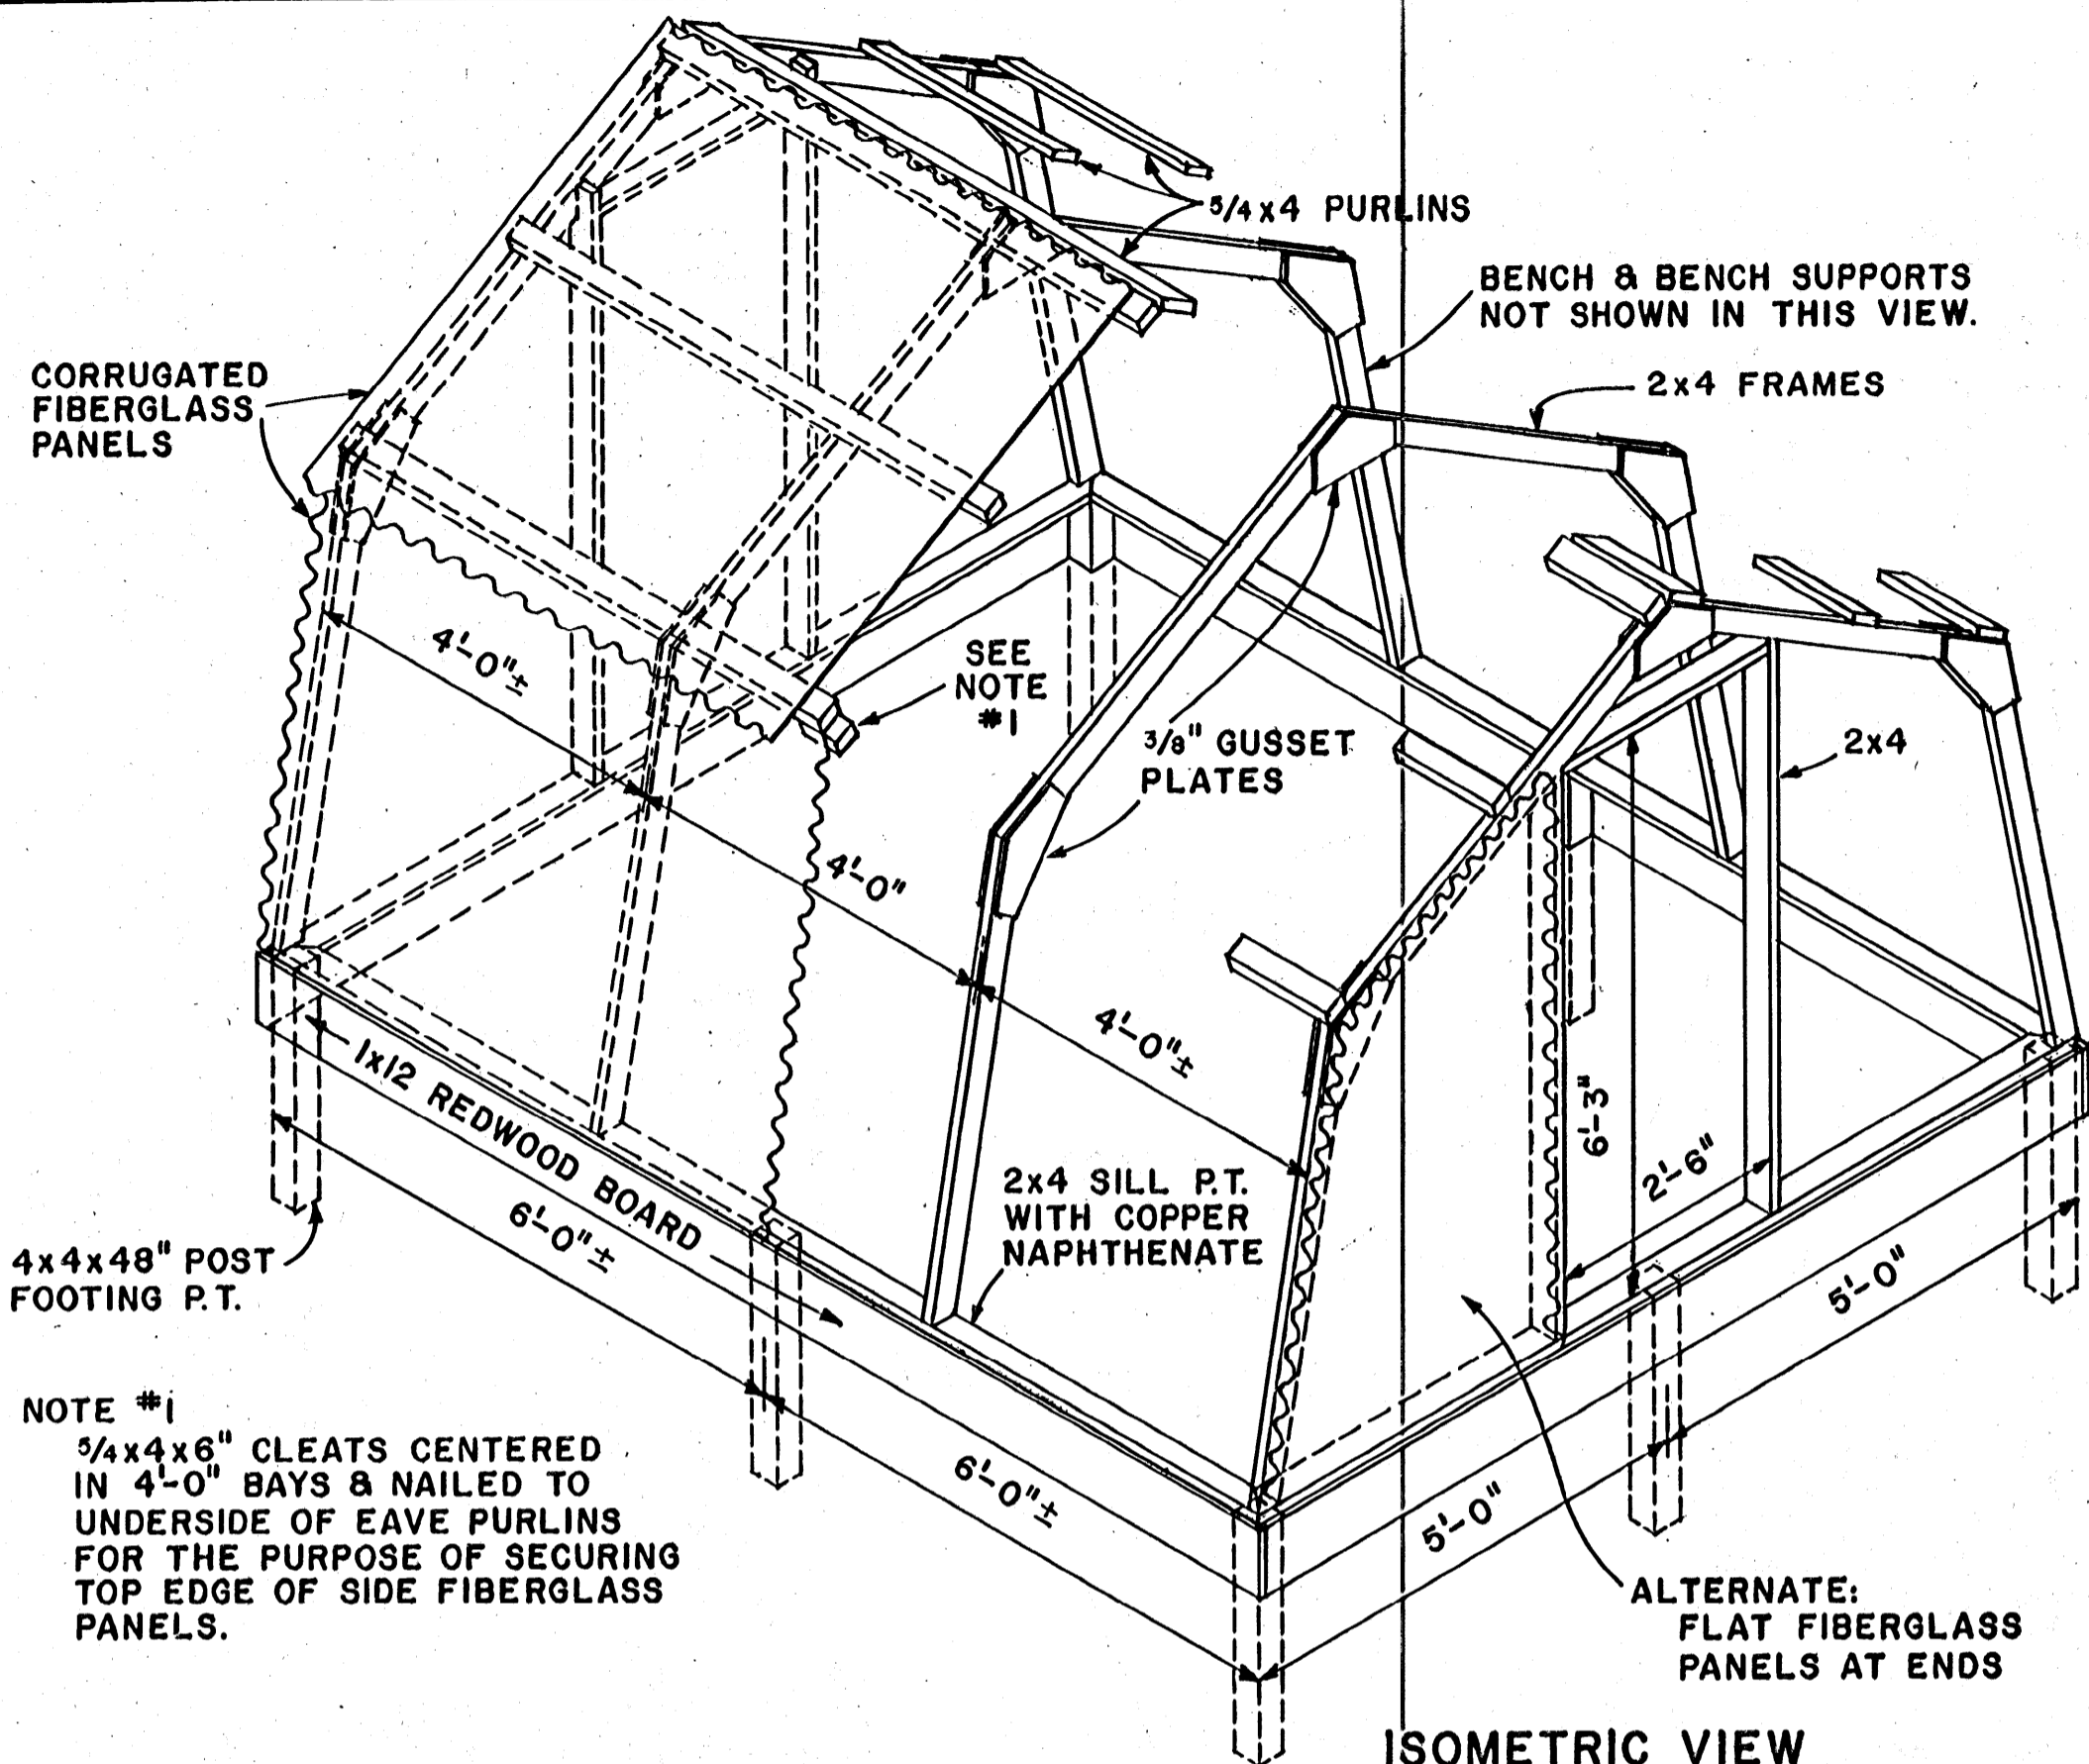 5/4x4 PURLINS
BENCH & BENCH SUPPORTS
NOT SHOWN IN THIS VIEW.
2x4 FRAMES
CORRUGATED
FIBERGLASS
PANELS
4'-0"±
SEE
NOTE
#1
3/8" GUSSET
PLATES
2x4
4'-0"
4'-0"±
1x12 REDWOOD BOARD
6'-3"
2'-6"
2x4 SILL P.T.
WITH COPPER
NAPHTHENATE
6'-0"±
4x4x48" POST
FOOTING P.T.
5'-0"
6'-0"±
5'-0"
NOTE #1
5/4x4x6" CLEATS CENTERED
IN 4'-0" BAYS & NAILED TO
UNDERSIDE OF EAVE PURLINS
FOR THE PURPOSE OF SECURING
TOP EDGE OF SIDE FIBERGLASS
PANELS.
ALTERNATE:
FLAT FIBERGLASS
PANELS AT ENDS
ISOMETRIC VIEW